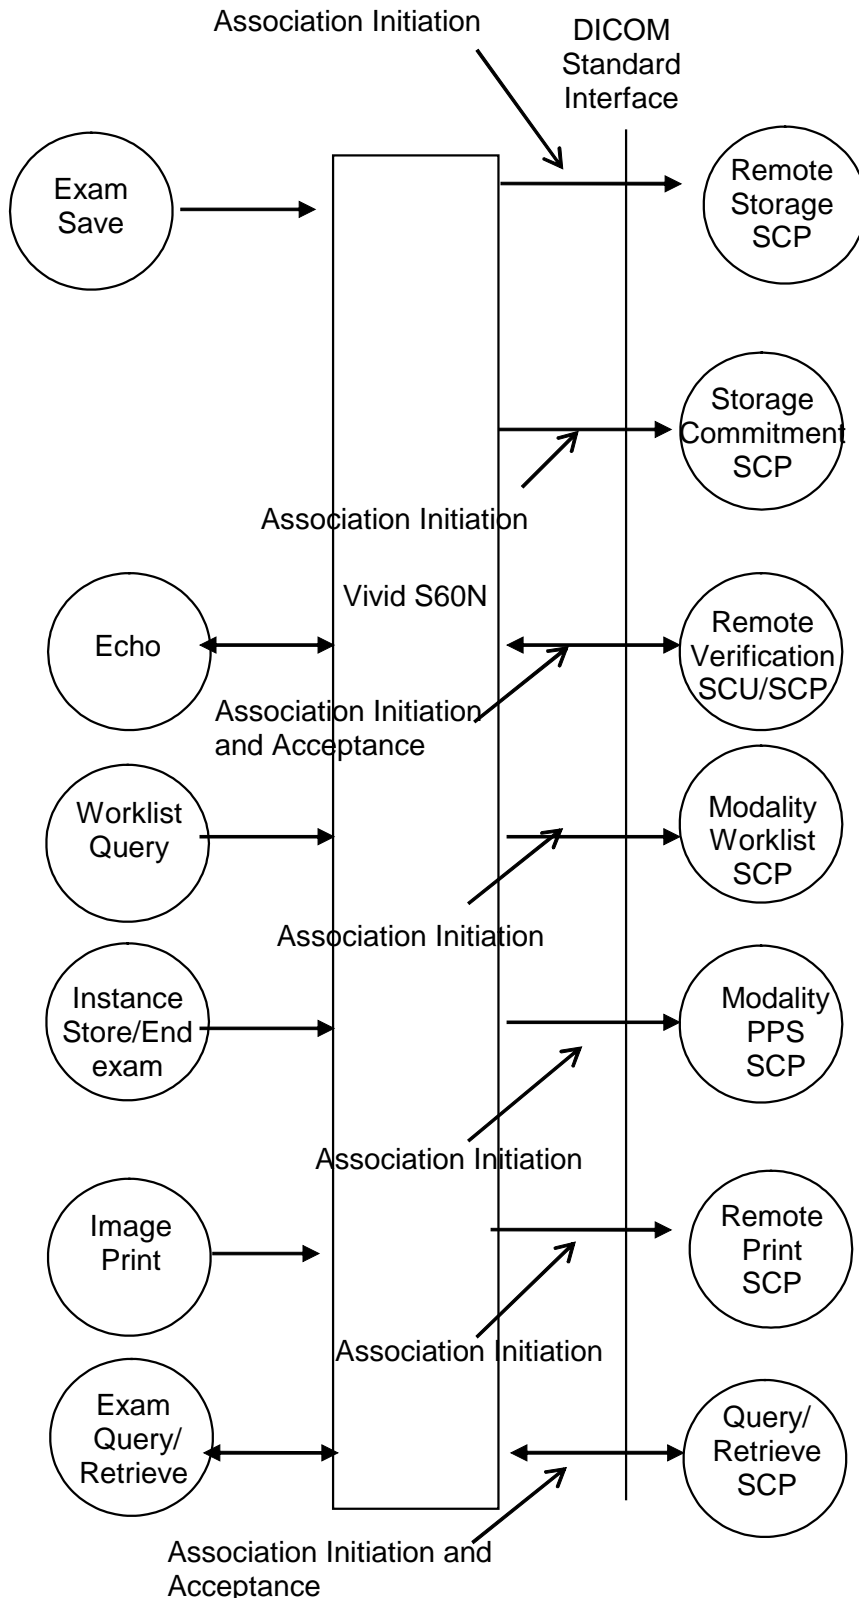 Association Initiation
DICOM
Standard
Interface
Exam
Save
Remote
Storage
SCP
Storage
Commitment
SCP
Association Initiation
Vivid S60N
Echo
Remote
Verification
SCU/SCP
Association Initiation
and Acceptance
Worklist
Query
Modality
Worklist
SCP
Association Initiation
Instance
Store/End
exam
Modality
PPS
SCP
Association Initiation
Image
Print
Remote
Print
SCP
Association Initiation
Exam
Query/
Retrieve
Query/
Retrieve
SCP
Association Initiation and
Acceptance